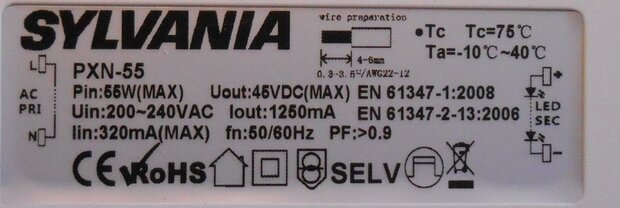 SYLVANIA
wire preparation
4-6mm
0.3-3.5□/AWG22-12
•Tc Tc=75℃
Ta=-10℃~40℃
PXN-55
L
AC
PRI
N
Pin:55W(MAX) Uout:45VDC(MAX) EN 61347-1:2008
Uin:200~240VAC Iout:1250mA EN 61347-2-13:2006
Iin:320mA(MAX) fn:50/60Hz PF:>0.9
+
LED
SEC
-
CE RoHS SELV